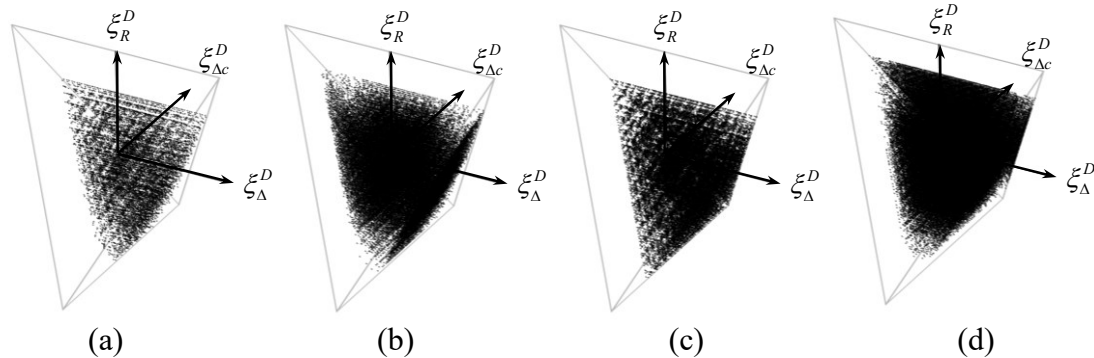 ξ_R^D ξ_R^D ξ_R^D ξ_R^D
ξ_Δc^D ξ_Δc^D ξ_Δc^D ξ_Δc^D
ξ_Δ^D ξ_Δ^D ξ_Δ^D ξ_Δ^D
(a) (b) (c) (d)